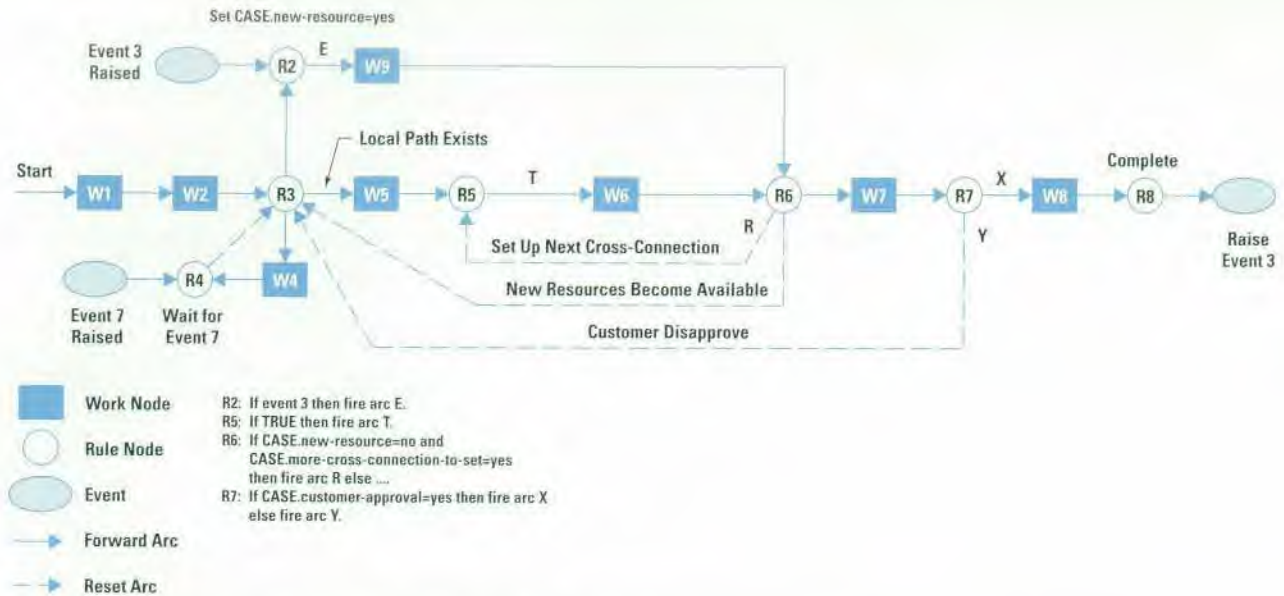 Set CASE.new-resource=yes
Event 3
Raised
R2
E
W9
Local Path Exists
Start
W1
W2
R3
W5
R5
T
W6
R6
W7
R7
X
W8
Complete
R8
Raise
Event 3
R
Y
Set Up Next Cross-Connection
New Resources Become Available
Customer Disapprove
Event 7
Raised
R4
Wait for
Event 7
W4
Work Node
Rule Node
Event
Forward Arc
Reset Arc
R2: If event 3 then fire arc E.
R5: If TRUE then fire arc T.
R6: If CASE.new-resource=no and
CASE.more-cross-connection-to-set=yes
then fire arc R else ....
R7: If CASE.customer-approval=yes then fire arc X
else fire arc Y.